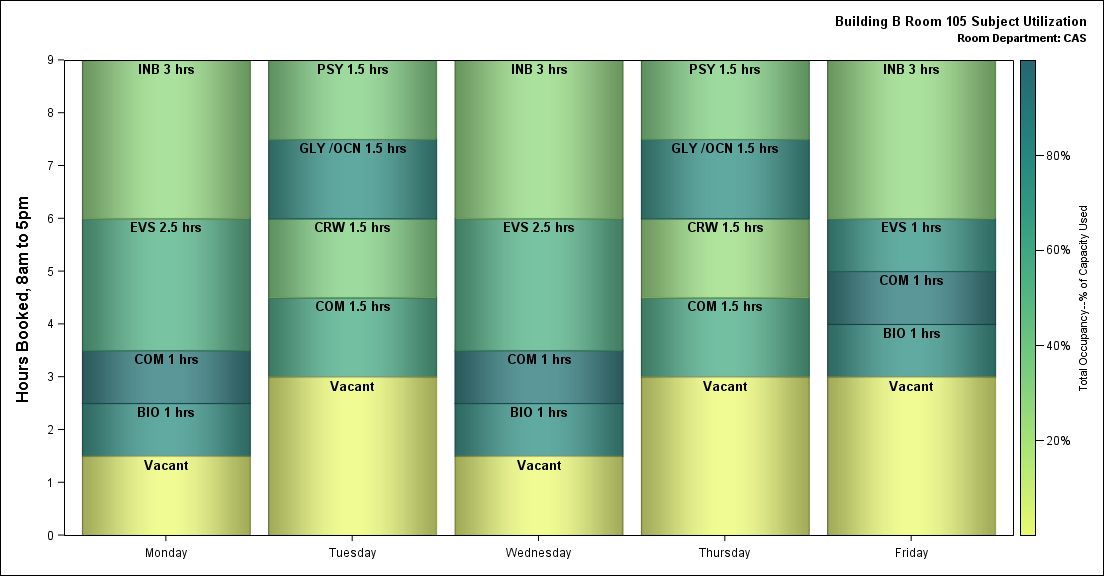 Building B Room 105 Subject Utilization
Room Department: CAS
Hours Booked, 8am to 5pm
9
8
7
6
5
4
3
2
1
0
INB 3 hrs
EVS 2.5 hrs
COM 1 hrs
BIO 1 hrs
Vacant
Monday
PSY 1.5 hrs
GLY /OCN 1.5 hrs
CRW 1.5 hrs
COM 1.5 hrs
Vacant
Tuesday
INB 3 hrs
EVS 2.5 hrs
COM 1 hrs
BIO 1 hrs
Vacant
Wednesday
PSY 1.5 hrs
GLY /OCN 1.5 hrs
CRW 1.5 hrs
COM 1.5 hrs
Vacant
Thursday
INB 3 hrs
EVS 1 hrs
COM 1 hrs
BIO 1 hrs
Vacant
Friday
80%
60%
40%
20%
Total Occupancy--% of Capacity Used